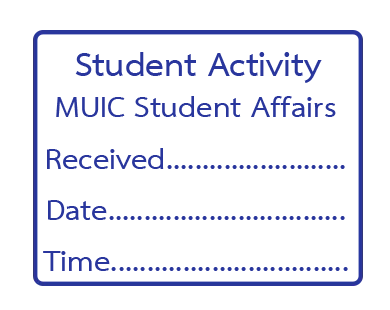 Student Activity
MUIC Student Affairs
Received.........................
Date.................................
Time.................................